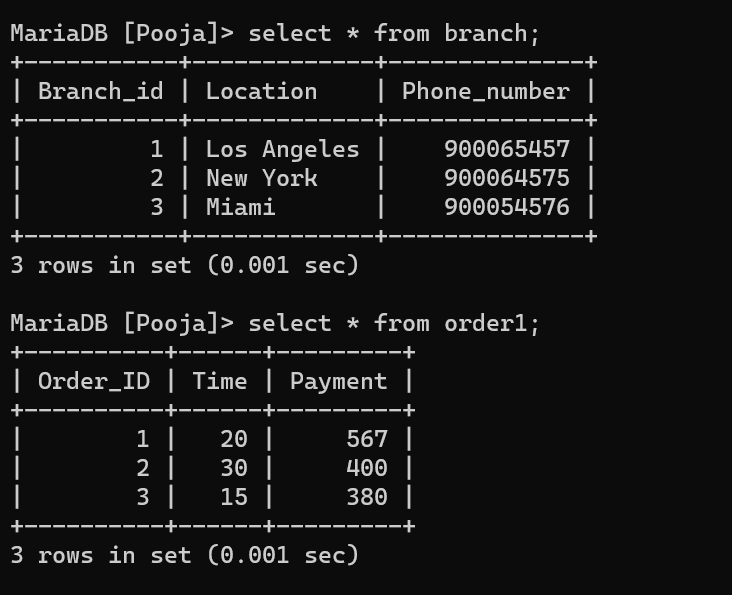 MariaDB [Pooja]> select * from branch;
+-----------+-------------+--------------+
| Branch_id | Location    | Phone_number |
+-----------+-------------+--------------+
|         1 | Los Angeles |    900065457 |
|         2 | New York    |    900064575 |
|         3 | Miami       |    900054576 |
+-----------+-------------+--------------+
3 rows in set (0.001 sec)

MariaDB [Pooja]> select * from order1;
+----------+------+---------+
| Order_ID | Time | Payment |
+----------+------+---------+
|        1 |   20 |     567 |
|        2 |   30 |     400 |
|        3 |   15 |     380 |
+----------+------+---------+
3 rows in set (0.001 sec)